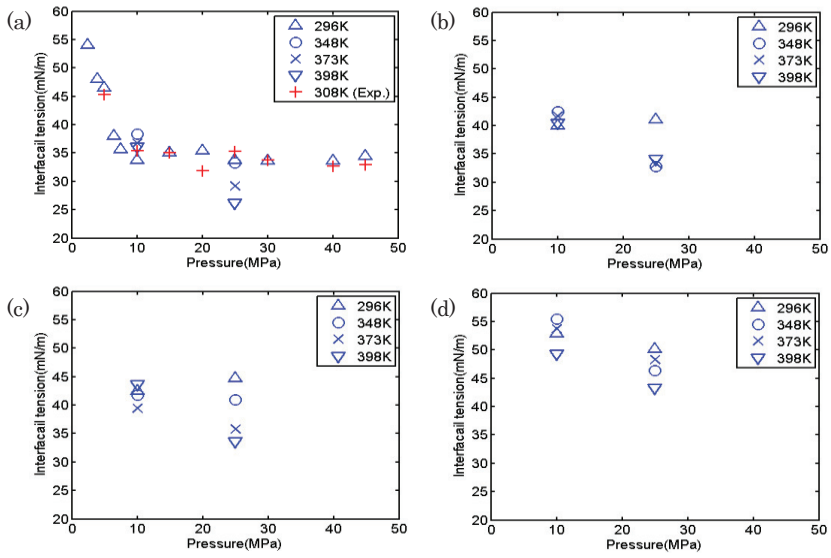 (a)
60
55
50
45
40
35
30
25
20
Interfacail tension(mN/m)
0 10 20 30 40 50
Pressure(MPa)
296K
348K
373K
398K
308K (Exp.)
(b)
60
55
50
45
40
35
30
25
20
Interfacail tension(mN/m)
0 10 20 30 40 50
Pressure(MPa)
296K
348K
373K
398K
(c)
60
55
50
45
40
35
30
25
20
Interfacail tension(mN/m)
0 10 20 30 40 50
Pressure(MPa)
296K
348K
373K
398K
(d)
60
55
50
45
50
35
30
25
20
Interfacail tension(mN/m)
0 10 20 30 40 50
Pressure(MPa)
296K
348K
373K
398K